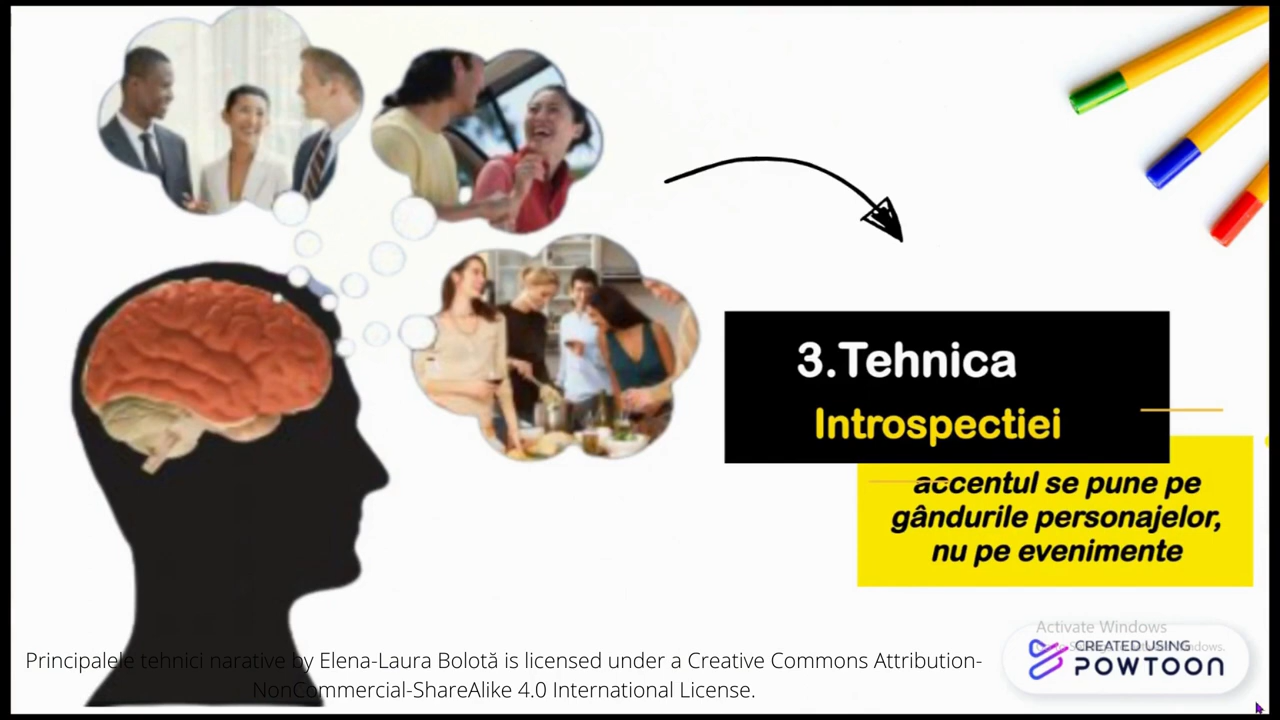 3.Tehnica
Introspectiei
accentul se pune pe
gândurile personajelor,
nu pe evenimente
Activate Windows
CREATED USING
POWTOON
Principalele tehnici narative by Elena-Laura Bolotă is licensed under a Creative Commons Attribution-
NonCommercial-ShareAlike 4.0 International License.